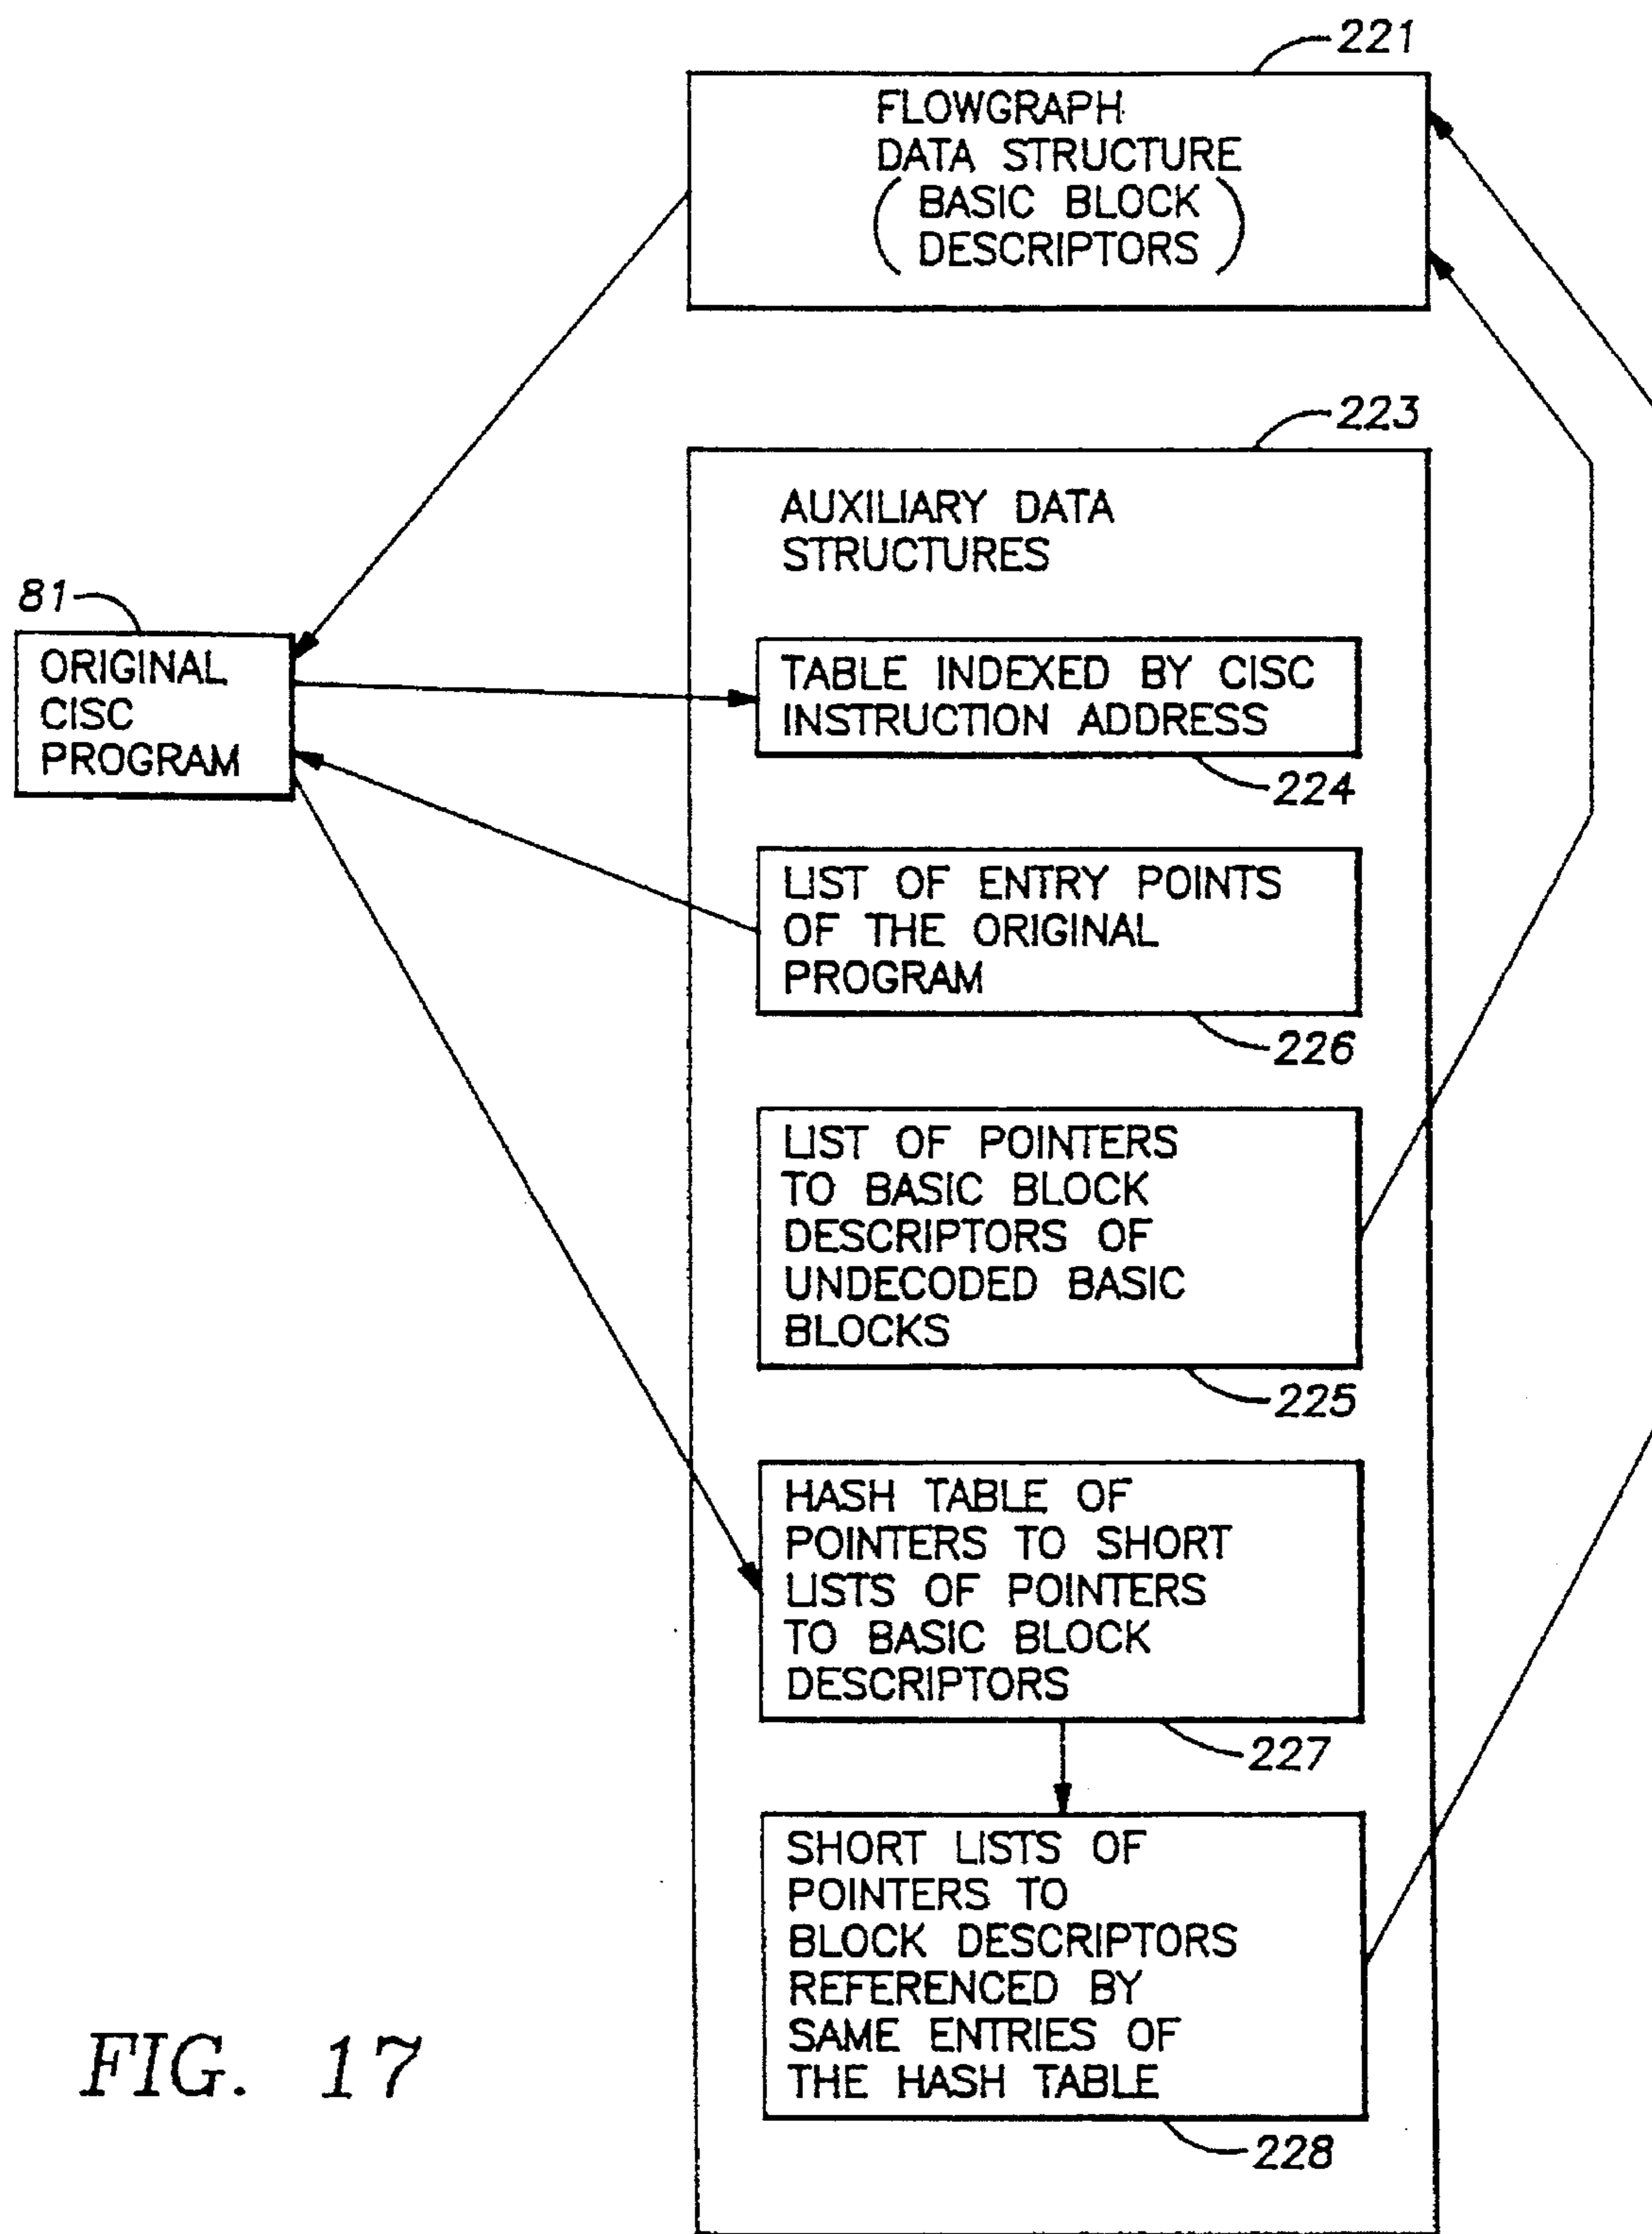 221
FLOWGRAPH
DATA STRUCTURE
( BASIC BLOCK
DESCRIPTORS )
223
AUXILIARY DATA
STRUCTURES
81
ORIGINAL
CISC
PROGRAM
TABLE INDEXED BY CISC
INSTRUCTION ADDRESS
224
LIST OF ENTRY POINTS
OF THE ORIGINAL
PROGRAM
226
LIST OF POINTERS
TO BASIC BLOCK
DESCRIPTORS OF
UNDECODED BASIC
BLOCKS
225
HASH TABLE OF
POINTERS TO SHORT
LISTS OF POINTERS
TO BASIC BLOCK
DESCRIPTORS
227
SHORT LISTS OF
POINTERS TO
BLOCK DESCRIPTORS
REFERENCED BY
SAME ENTRIES OF
THE HASH TABLE
228
FIG. 17